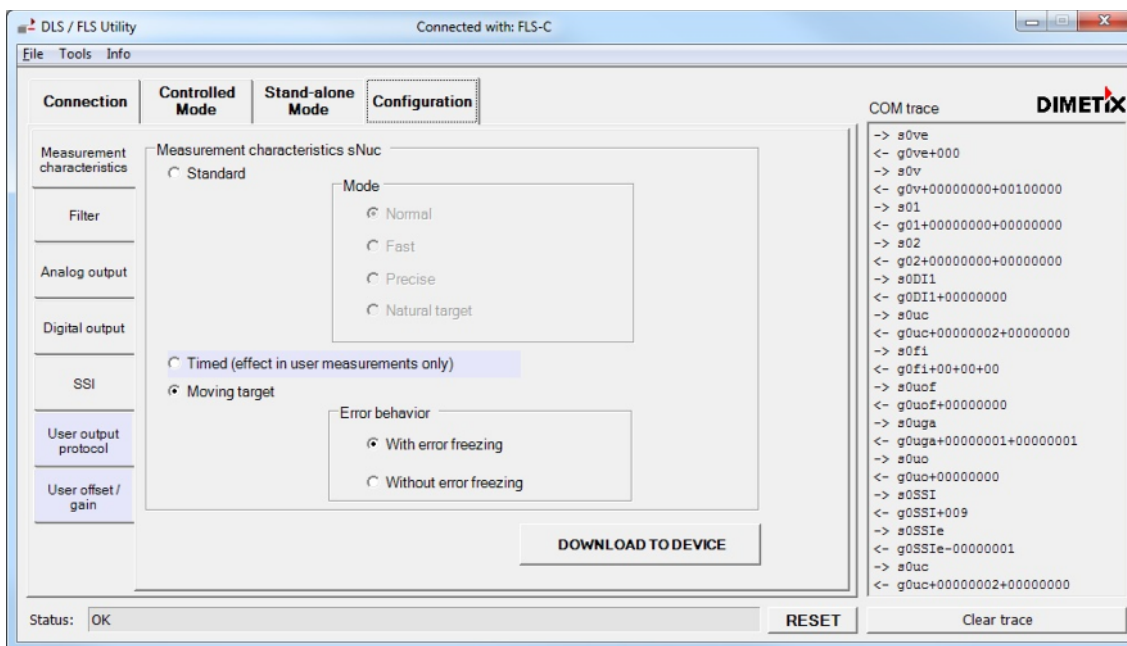 DLS / FLS Utility
Connected with: FLS-C
File Tools Info
Connection
Controlled Mode
Stand-alone Mode
Configuration
Measurement characteristics
Filter
Analog output
Digital output
SSI
User output protocol
User offset / gain
Measurement characteristics sNuc
Standard
Mode
Normal
Fast
Precise
Natural target
Timed (effect in user measurements only)
Moving target
Error behavior
With error freezing
Without error freezing
DOWNLOAD TO DEVICE
COM trace
DIMETIX
-> s0ve
<- g0ve+000
-> s0v
<- g0v+00000000+00100000
-> s01
<- g01+00000000+00000000
-> s02
<- g02+00000000+00000000
-> s0DI1
<- g0DI1+00000000
-> s0uc
<- g0uc+00000002+00000000
-> s0fi
<- g0fi+00+00+00
-> s0uof
<- g0uof+00000000
-> s0uga
<- g0uga+00000001+00000001
-> s0uo
<- g0uo+00000000
-> s0SSI
<- g0SSI+009
-> s0SSIe
<- g0SSIe-00000001
-> s0uc
<- g0uc+00000002+00000000
Status: OK
RESET
Clear trace